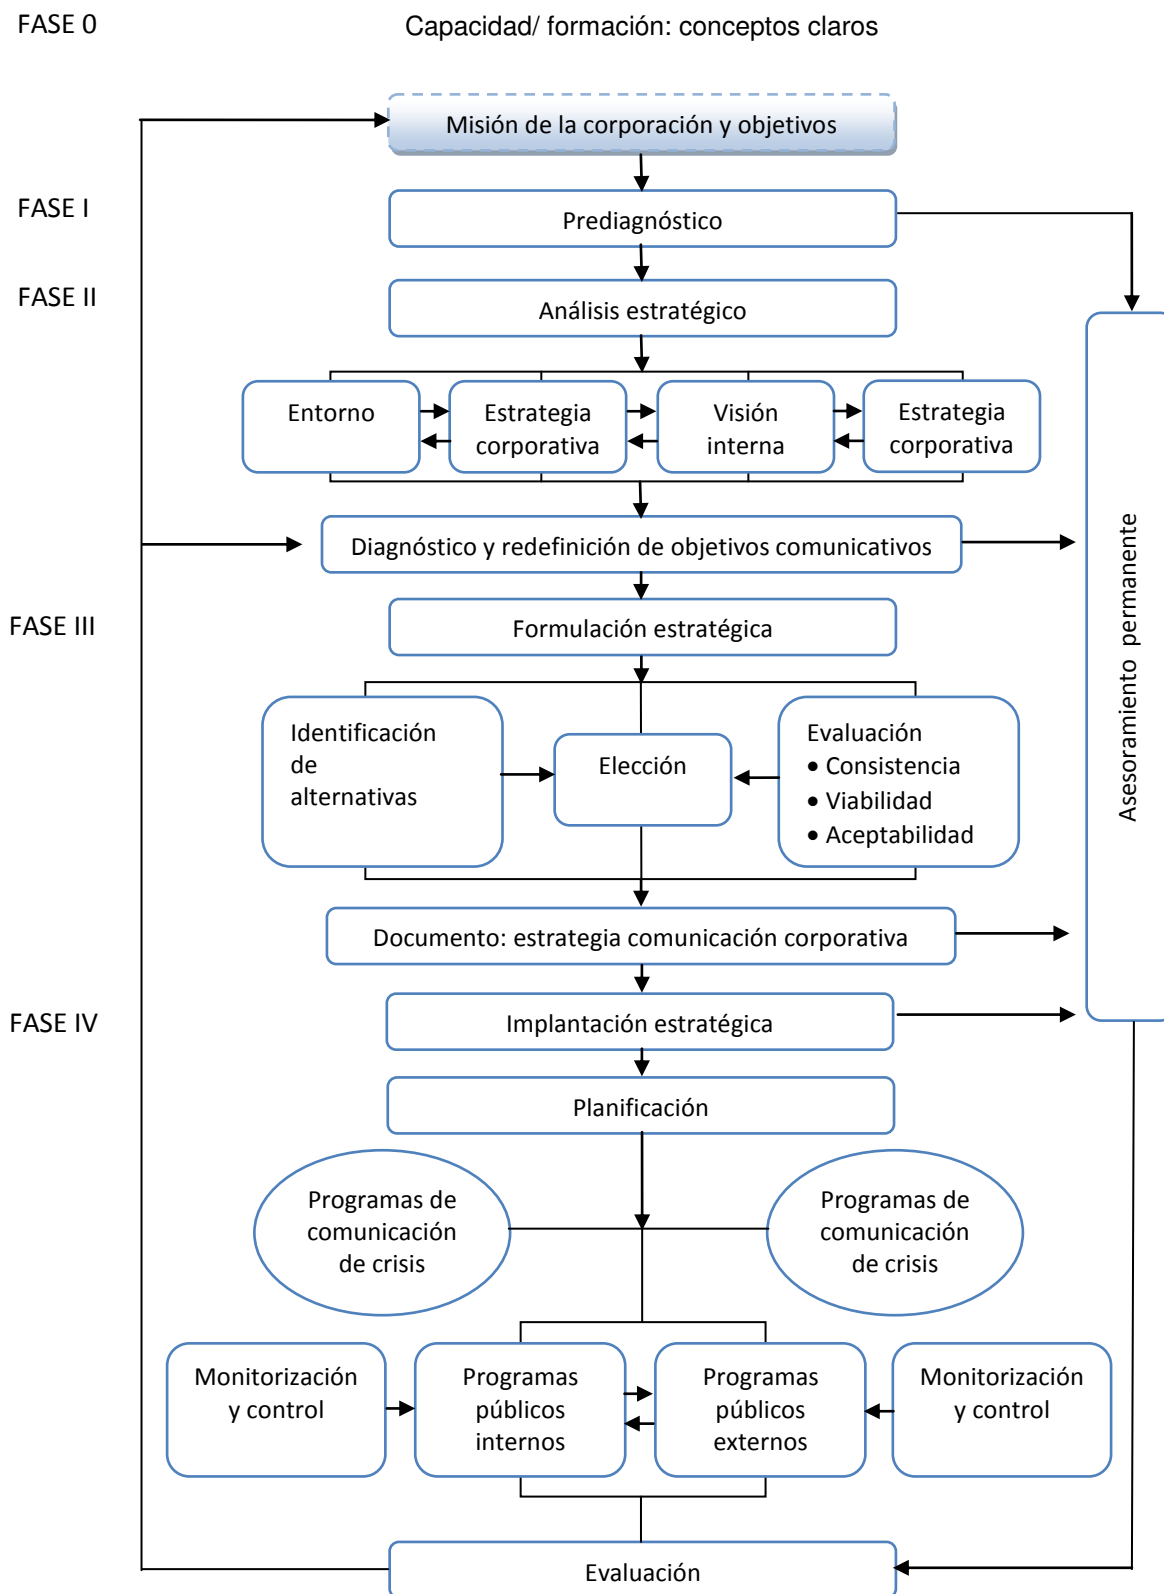 FASE 0
Capacidad/ formación: conceptos claros
Misión de la corporación y objetivos
FASE I
Prediagnóstico
FASE II
Análisis estratégico
Entorno
Estrategia
corporativa
Visión
interna
Estrategia
corporativa
Diagnóstico y redefinición de objetivos comunicativos
Asesoramiento permanente
FASE III
Formulación estratégica
Identificación
de
alternativas
Elección
Evaluación
• Consistencia
• Viabilidad
• Aceptabilidad
Documento: estrategia comunicación corporativa
FASE IV
Implantación estratégica
Planificación
Programas de
comunicación
de crisis
Programas de
comunicación
de crisis
Monitorización
y control
Programas
públicos
internos
Programas
públicos
externos
Monitorización
y control
Evaluación